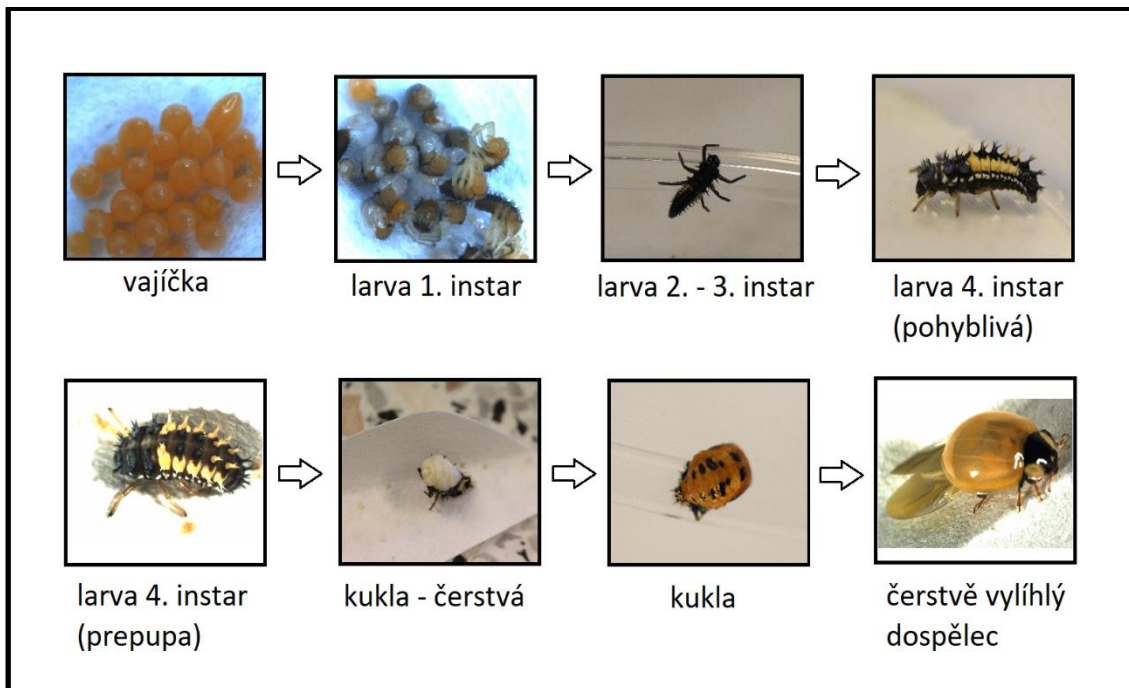 vajíčka
larva 1. instar
larva 2. - 3. instar
larva 4. instar
(pohyblivá)
larva 4. instar
(prepupa)
kukla - čerstvá
kukla
čerstvě vylíhlý
dospělec